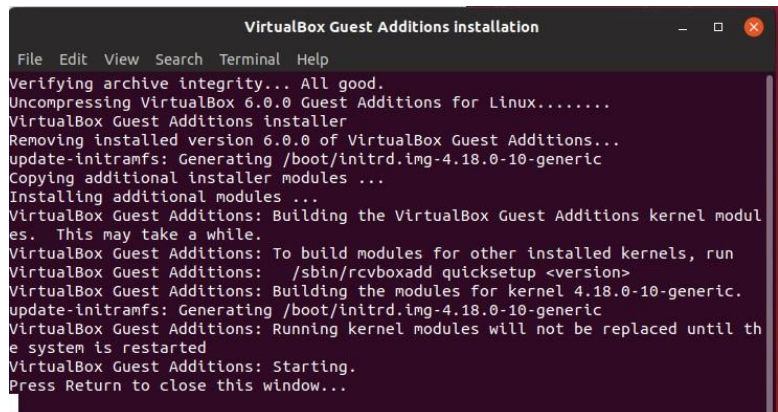 VirtualBox Guest Additions installation
File Edit View Search Terminal Help
Verifying archive integrity... All good.
Uncompressing VirtualBox 6.0.0 Guest Additions for Linux........
VirtualBox Guest Additions installer
Removing installed version 6.0.0 of VirtualBox Guest Additions...
update-initramfs: Generating /boot/initrd.img-4.18.0-10-generic
Copying additional installer modules ...
Installing additional modules ...
VirtualBox Guest Additions: Building the VirtualBox Guest Additions kernel modul
es.  This may take a while.
VirtualBox Guest Additions: To build modules for other installed kernels, run
VirtualBox Guest Additions:   /sbin/rcvboxadd quicksetup <version>
VirtualBox Guest Additions: Building the modules for kernel 4.18.0-10-generic.
update-initramfs: Generating /boot/initrd.img-4.18.0-10-generic
VirtualBox Guest Additions: Running kernel modules will not be replaced until th
e system is restarted
VirtualBox Guest Additions: Starting.
Press Return to close this window...